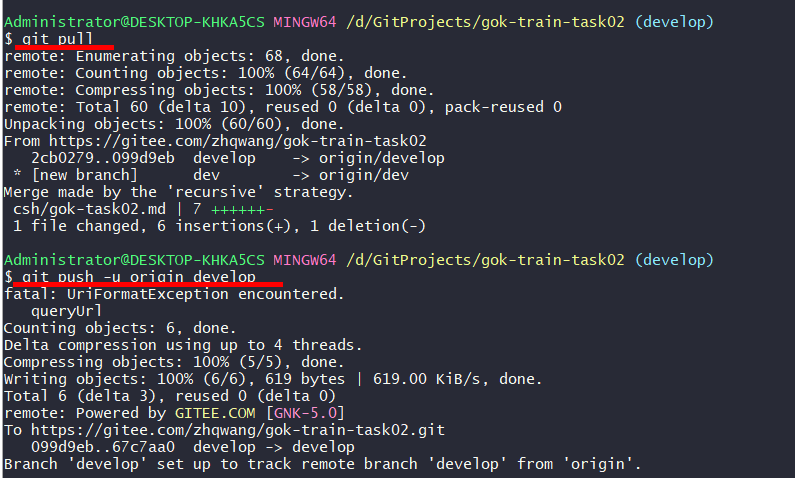 Administrator@DESKTOP-KHKA5CS MINGW64 /d/GitProjects/gok-train-task02 (develop)
$ git pull
remote: Enumerating objects: 68, done.
remote: Counting objects: 100% (64/64), done.
remote: Compressing objects: 100% (58/58), done.
remote: Total 60 (delta 10), reused 0 (delta 0), pack-reused 0
Unpacking objects: 100% (60/60), done.
From https://gitee.com/zhqwang/gok-train-task02
   2cb0279..099d9eb  develop    -> origin/develop
 * [new branch]      dev        -> origin/dev
Merge made by the 'recursive' strategy.
 csh/gok-task02.md | 7 ++++++-
 1 file changed, 6 insertions(+), 1 deletion(-)
Administrator@DESKTOP-KHKA5CS MINGW64 /d/GitProjects/gok-train-task02 (develop)
$ git push -u origin develop
fatal: UriFormatException encountered.
   queryUrl
Counting objects: 6, done.
Delta compression using up to 4 threads.
Compressing objects: 100% (5/5), done.
Writing objects: 100% (6/6), 619 bytes | 619.00 KiB/s, done.
Total 6 (delta 3), reused 0 (delta 0)
remote: Powered by GITEE.COM [GNK-5.0]
To https://gitee.com/zhqwang/gok-train-task02.git
   099d9eb..67c7aa0  develop -> develop
Branch 'develop' set up to track remote branch 'develop' from 'origin'.